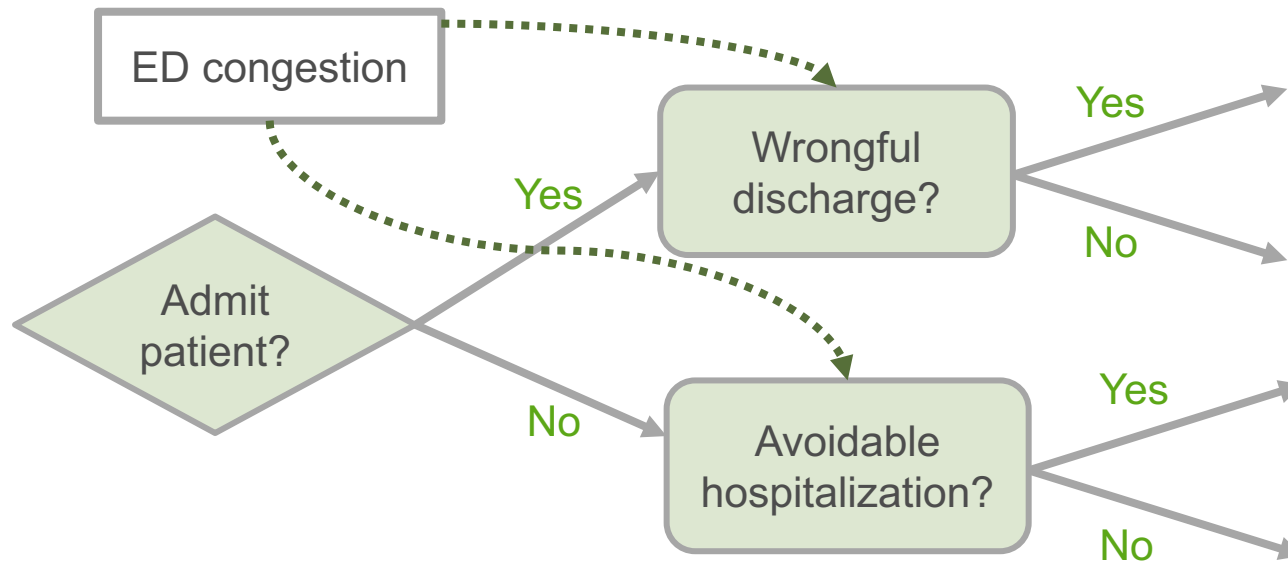 ED congestion
Admit
patient?
Yes
No
Wrongful
discharge?
Yes
No
Avoidable
hospitalization?
Yes
No